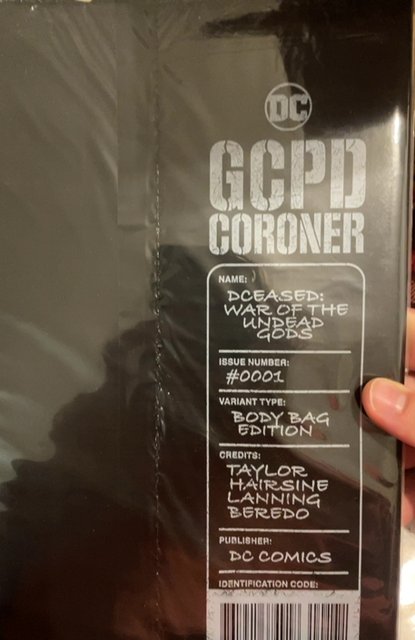 DC
GCPD
CORONER
NAME:
DCEASED:
WAR OF THE
UNDEAD
GODS
ISSUE NUMBER:
#0001
VARIANT TYPE:
BODY BAG
EDITION
CREDITS:
TAYLOR
HAIRSINE
LANNING
BEREDO
PUBLISHER:
DC COMICS
IDENTIFICATION CODE: